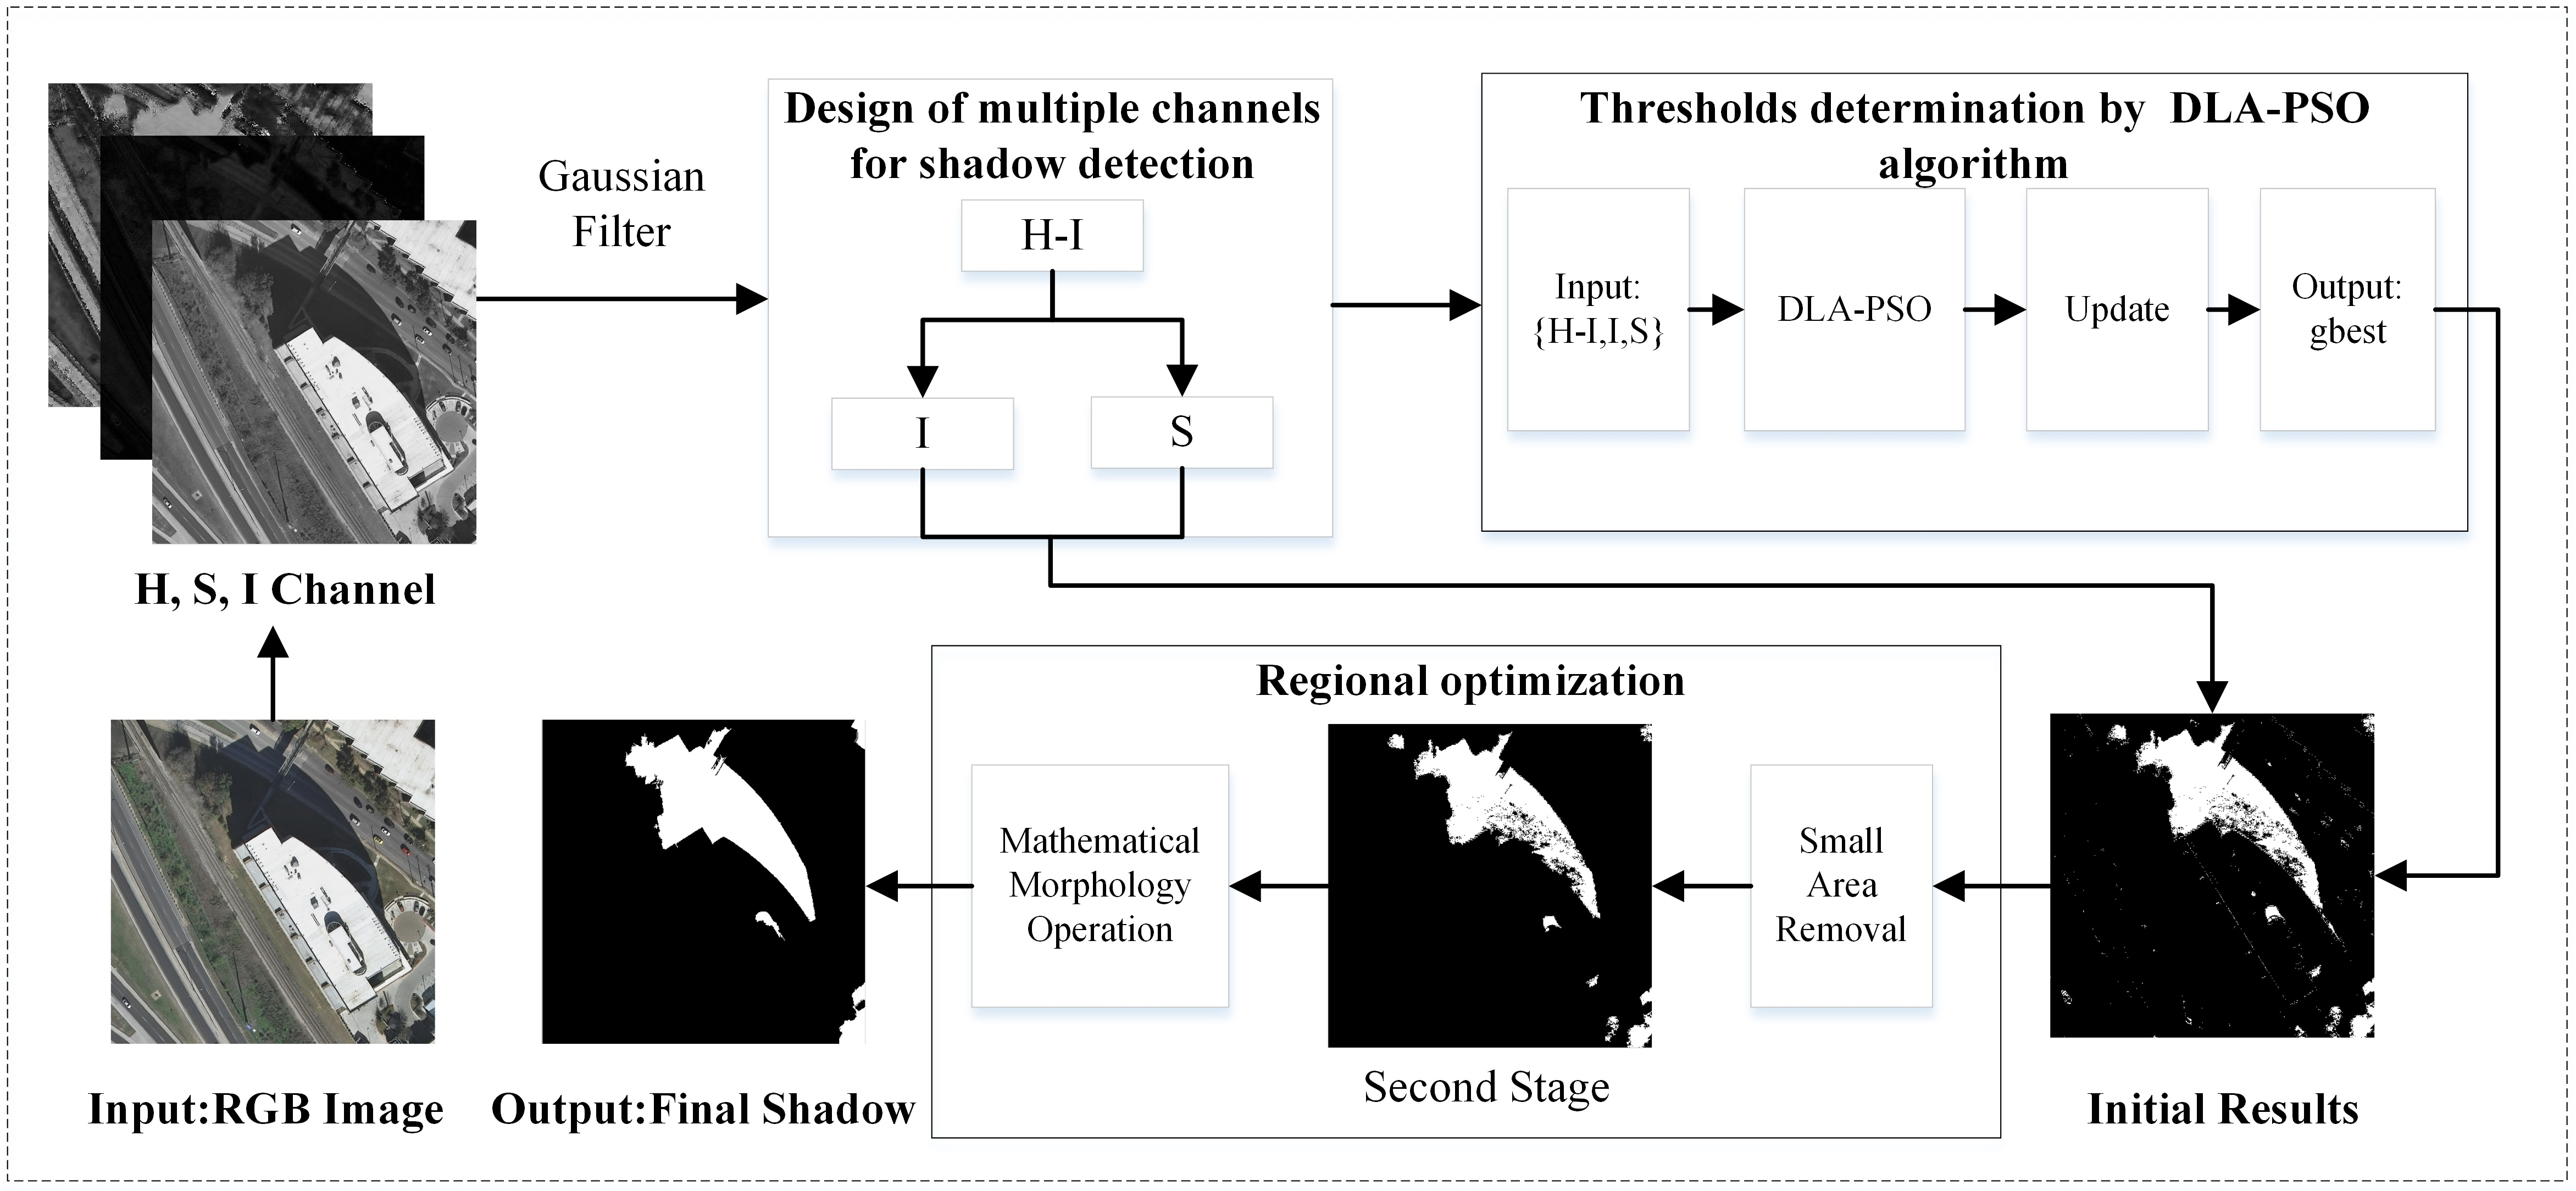 Gaussian
Filter
Design of multiple channels
for shadow detection
H-I
I
S
Thresholds determination by DLA-PSO
algorithm
Input:
{H-I,I,S}
DLA-PSO
Update
Output:
gbest
H, S, I Channel
Input:RGB Image
Output:Final Shadow
Regional optimization
Mathematical
Morphology
Operation
Second Stage
Small
Area
Removal
Initial Results